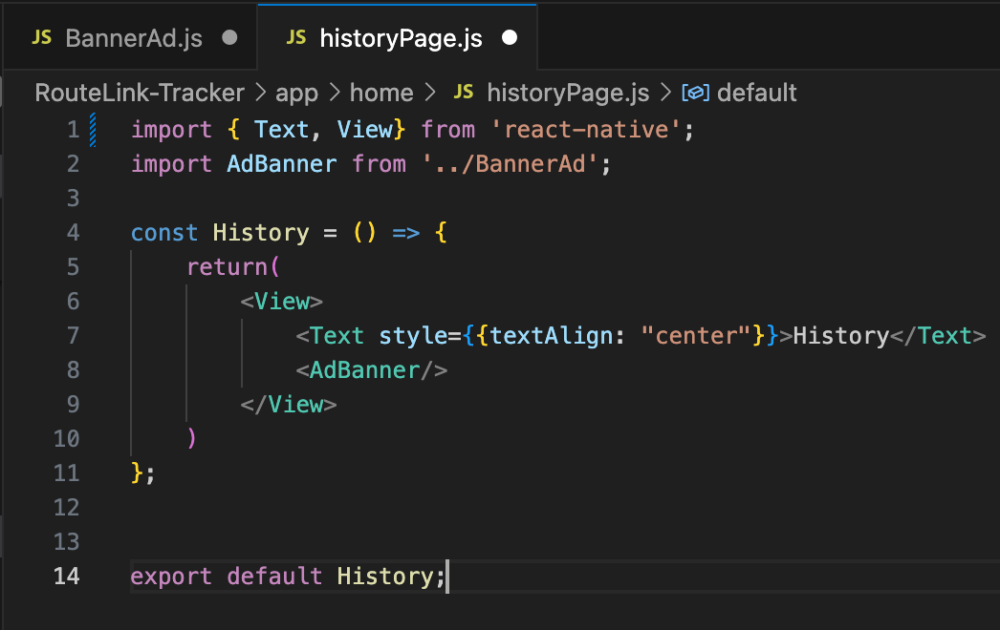 JS BannerAd.js ● JS historyPage.js ●
RouteLink-Tracker > app > home > JS historyPage.js > default
1 import { Text, View} from 'react-native';
2 import AdBanner from '../BannerAd';
3
4 const History = () => {
5     return(
6         <View>
7             <Text style={{textAlign: "center"}}>History</Text>
8             <AdBanner/>
9         </View>
10     )
11 };
12
13
14 export default History;